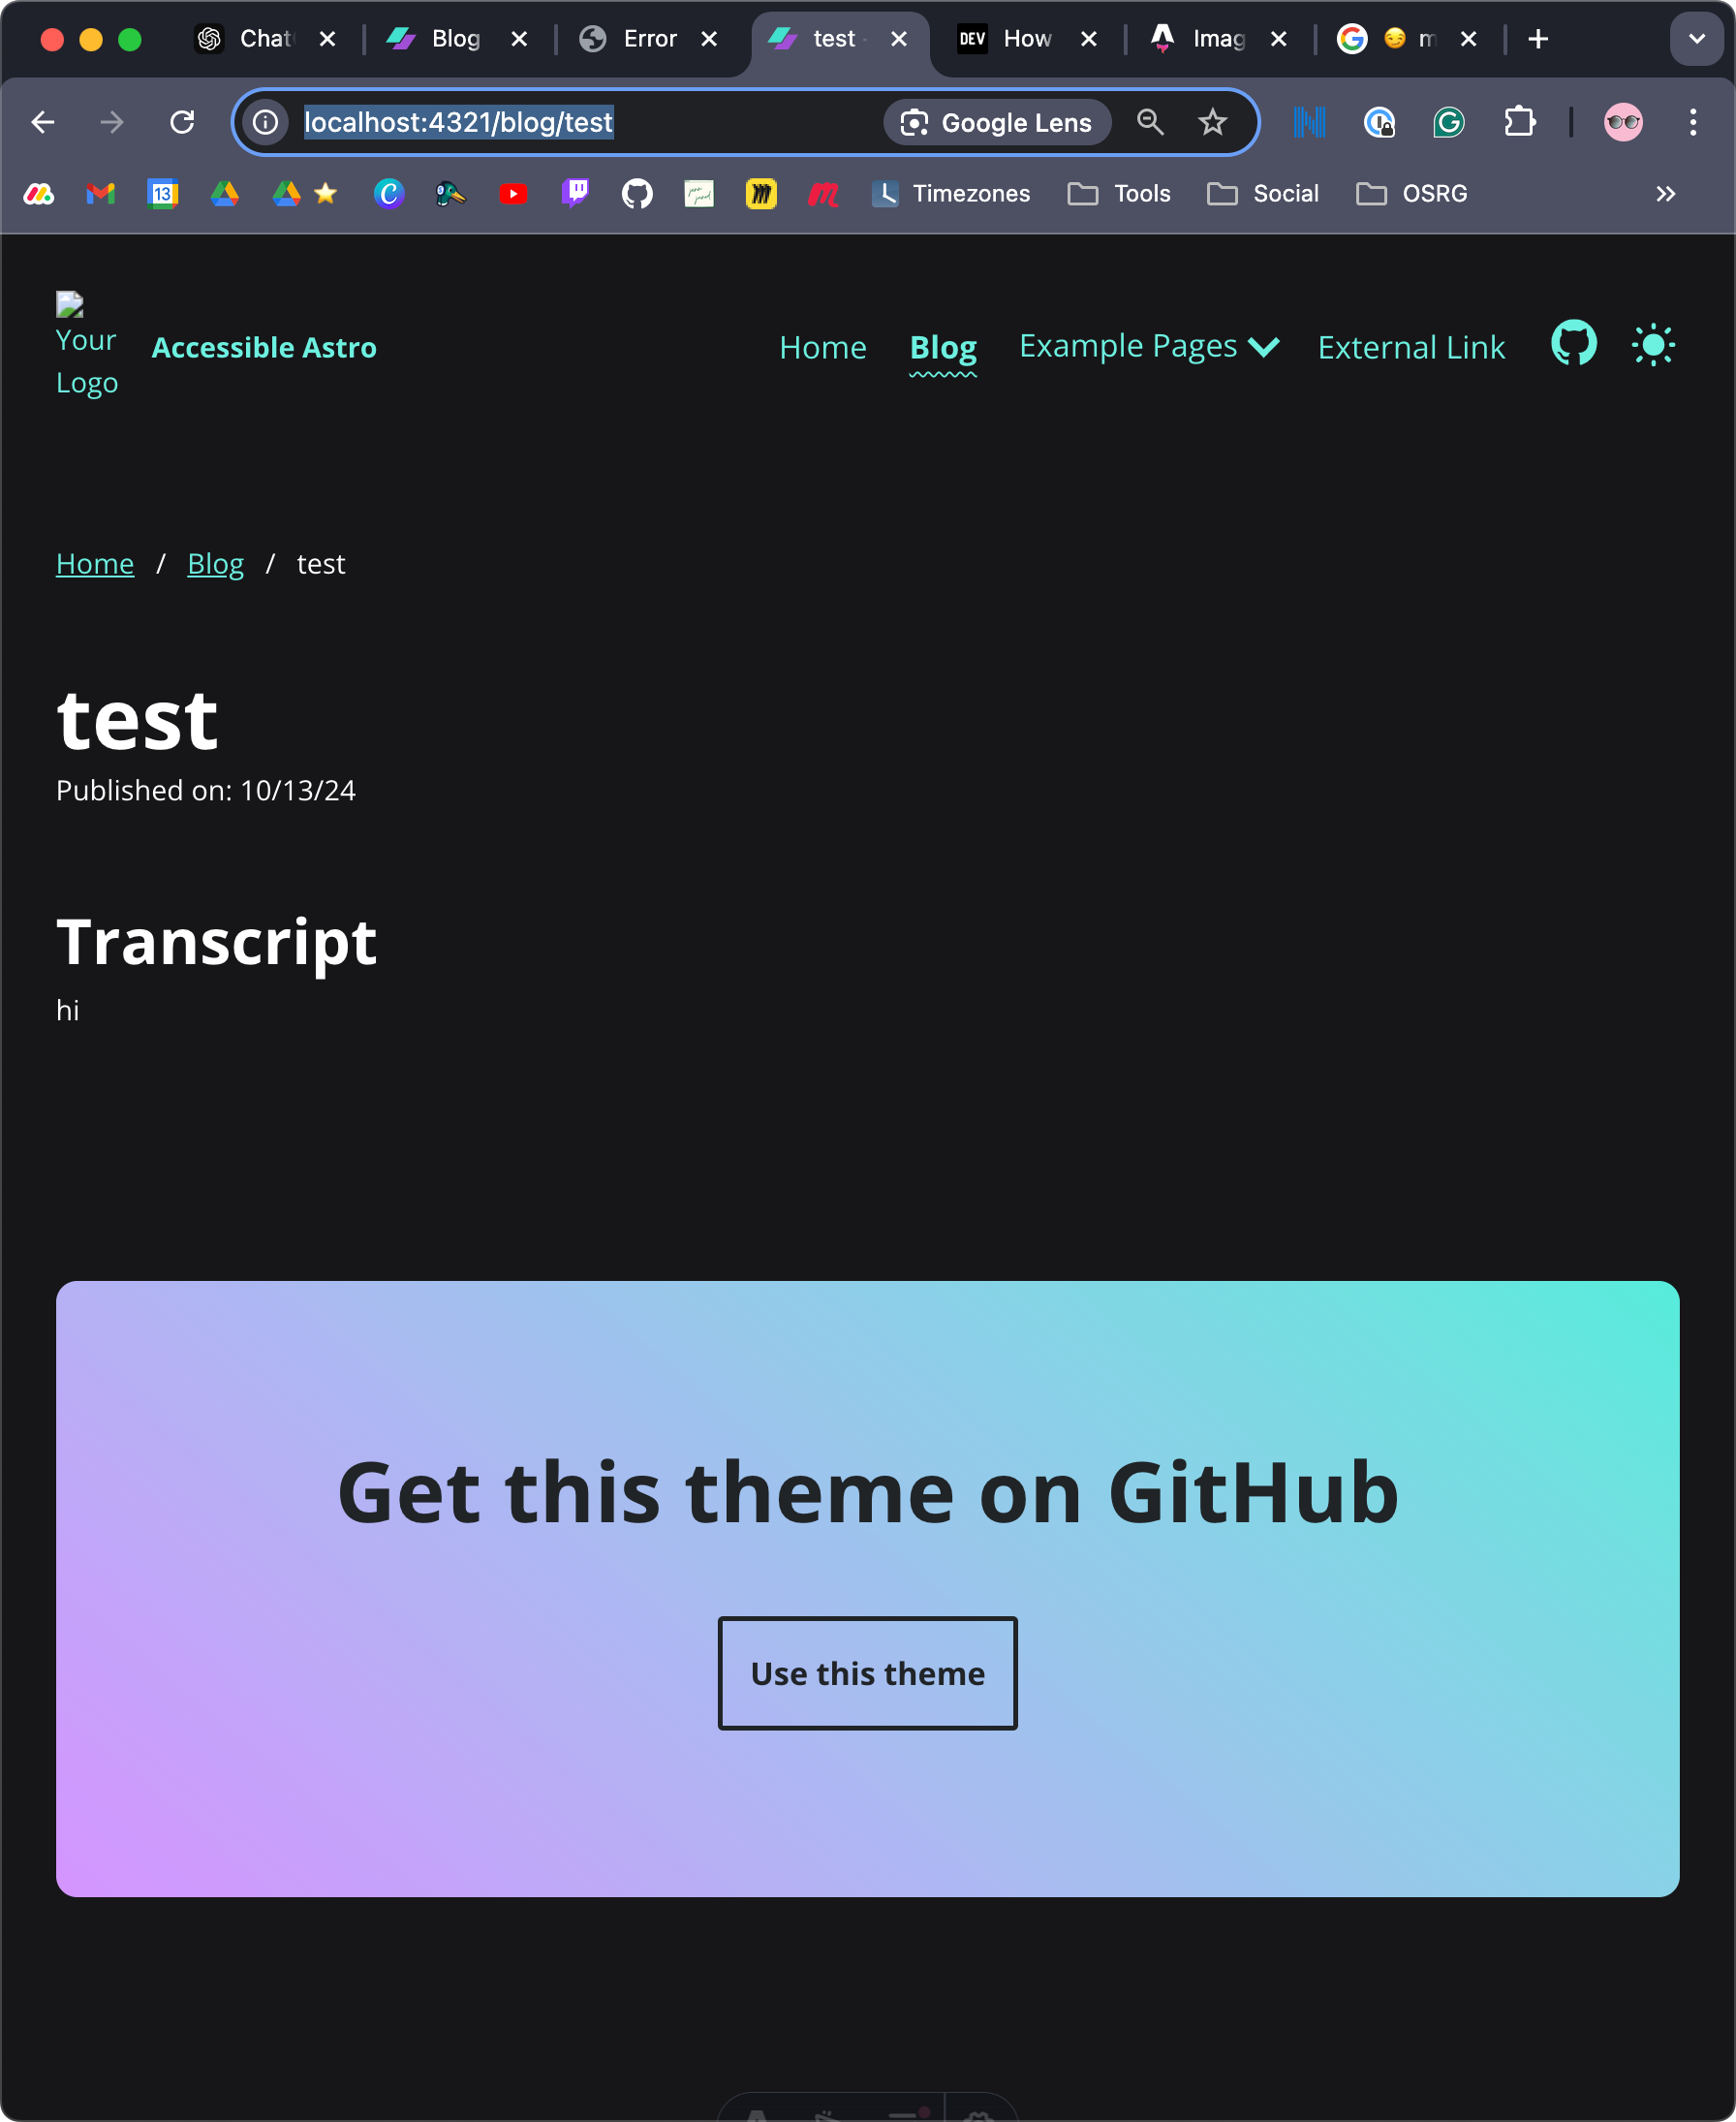 Chat Blog Error test How Imag 😏 m
localhost:4321/blog/test Google Lens
13 Timezones Tools Social OSRG
Your
Logo
Accessible Astro Home Blog Example Pages External Link
Home / Blog / test
test
Published on: 10/13/24
Transcript
hi
Get this theme on GitHub
Use this theme